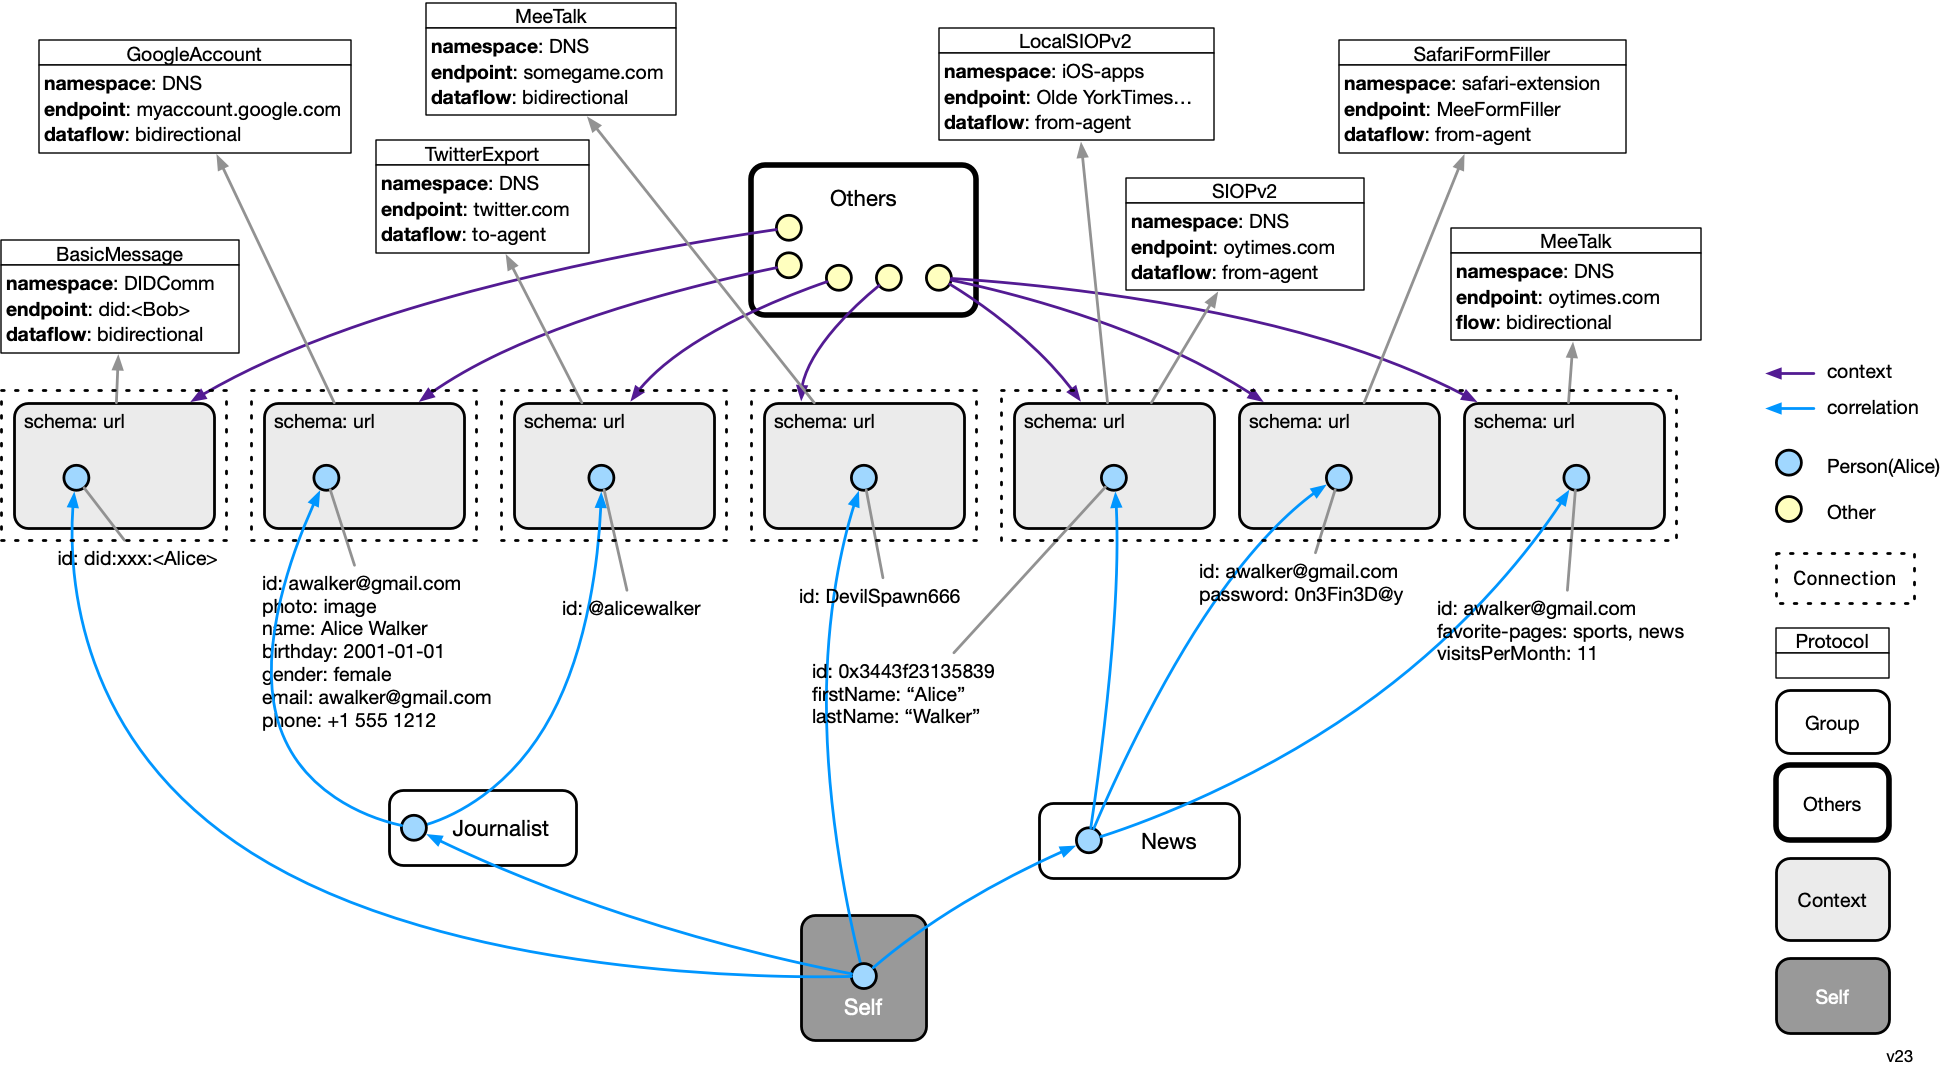 MeeTalk
namespace: DNS
endpoint: somegame.com
dataflow: bidirectional
GoogleAccount
namespace: DNS
endpoint: myaccount.google.com
dataflow: bidirectional
LocalSIOPv2
namespace: iOS-apps
endpoint: Olde YorkTimes...
dataflow: from-agent
SafariFormFiller
namespace: safari-extension
endpoint: MeeFormFiller
dataflow: from-agent
TwitterExport
namespace: DNS
endpoint: twitter.com
dataflow: to-agent
Others
SIOPv2
namespace: DNS
endpoint: oytimes.com
dataflow: from-agent
BasicMessage
namespace: DIDComm
endpoint: did:<Bob>
dataflow: bidirectional
MeeTalk
namespace: DNS
endpoint: oytimes.com
flow: bidirectional
schema: url
schema: url
schema: url
schema: url
schema: url
schema: url
schema: url
id: did:xxx:<Alice>
id: awalker@gmail.com
photo: image
name: Alice Walker
birthday: 2001-01-01
gender: female
email: awalker@gmail.com
phone: +1 555 1212
id: @alicewalker
id: DevilSpawn666
id: 0x3443f23135839
firstName: “Alice”
lastName: “Walker”
id: awalker@gmail.com
password: 0n3Fin3D@y
id: awalker@gmail.com
favorite-pages: sports, news
visitsPerMonth: 11
Journalist
News
Self
context
correlation
Person(Alice)
Other
Connection
Protocol
Group
Others
Context
Self
v23